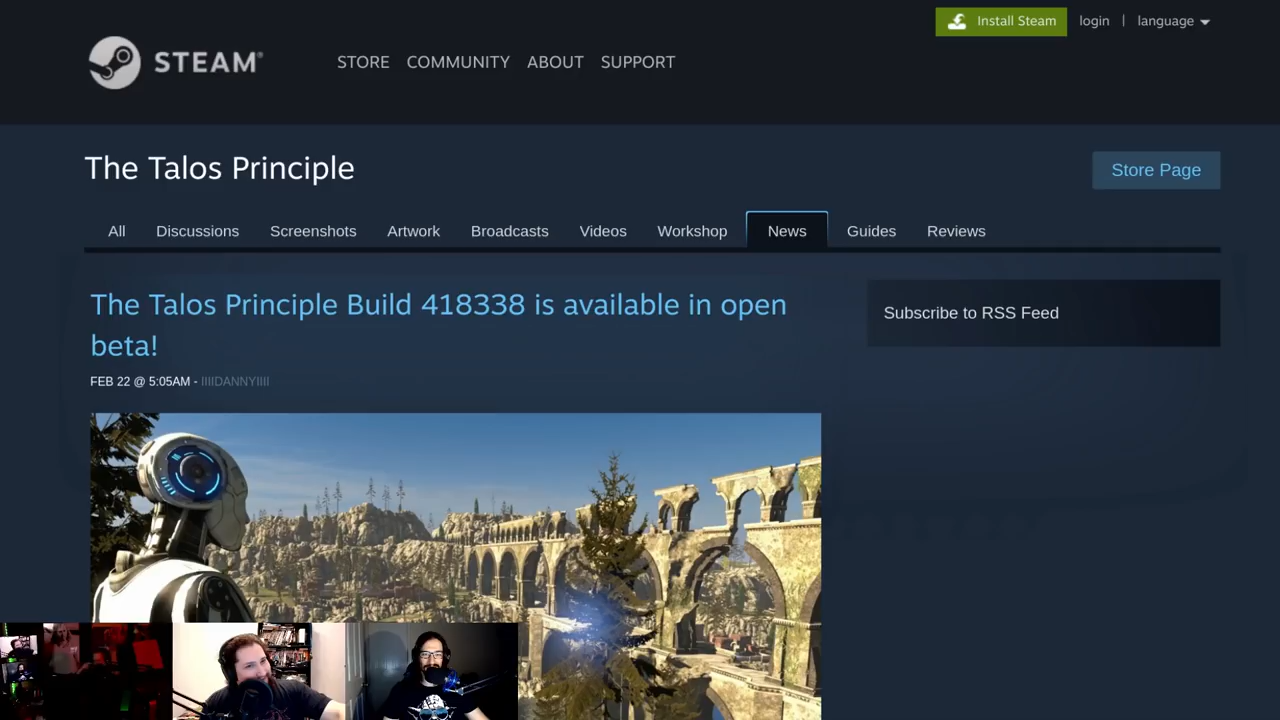 Install Steam login | language
STEAM®
STORE COMMUNITY ABOUT SUPPORT
The Talos Principle
Store Page
All Discussions Screenshots Artwork Broadcasts Videos Workshop News Guides Reviews
The Talos Principle Build 418338 is available in open
beta!
FEB 22 @ 5:05AM - IIIIDANNYIIII
Subscribe to RSS Feed